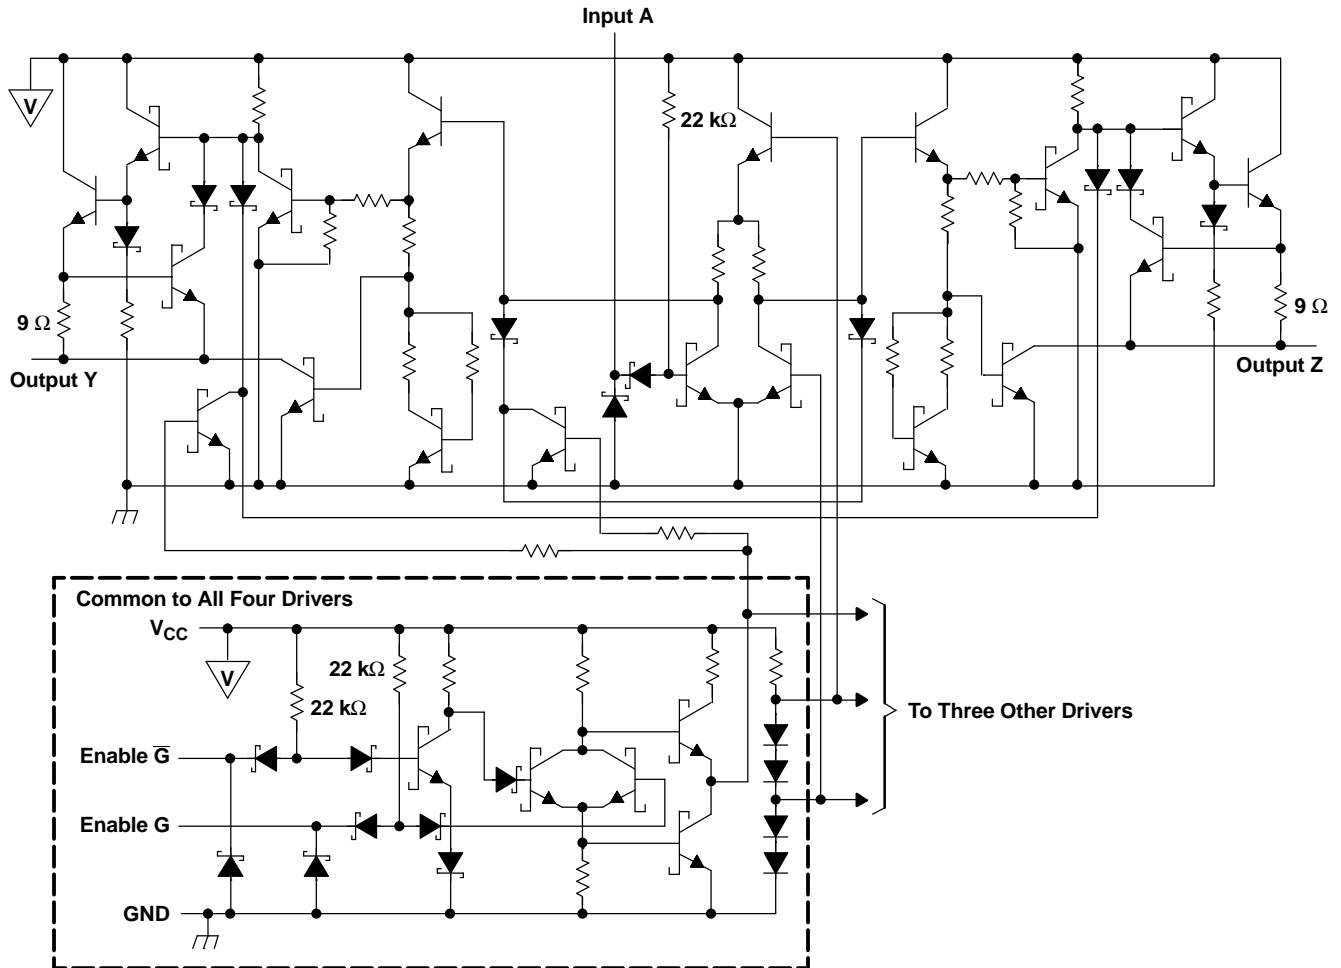 Input A
V
22 kΩ
9 Ω
9 Ω
Output Y
Output Z
Common to All Four Drivers
VCC
V
22 kΩ
22 kΩ
To Three Other Drivers
Enable G̅
Enable G
GND